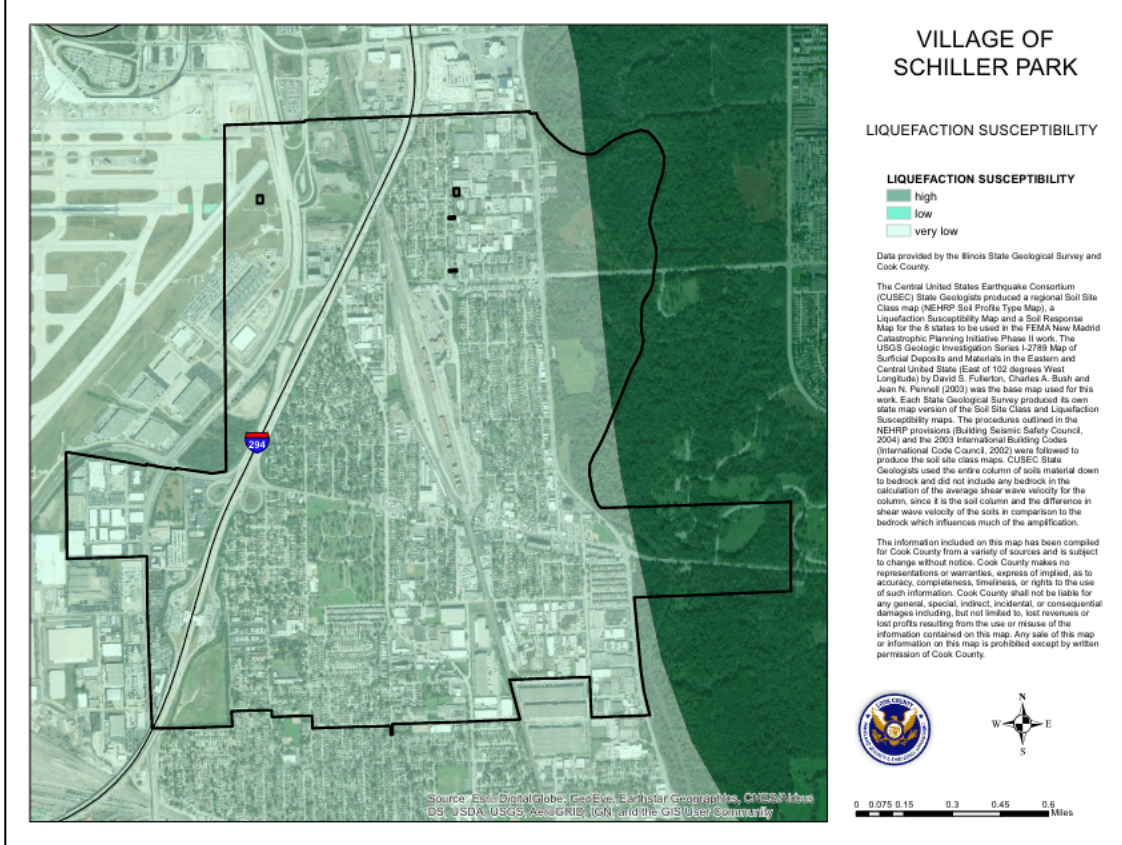 VILLAGE OF
SCHILLER PARK
LIQUEFACTION SUSCEPTIBILITY
LIQUEFACTION SUSCEPTIBILITY
high
low
very low
Data provided by the Illinois State Geological Survey and
Cook County.
The Central United States Earthquake Consortium
(CUSEC) State Geologists produced a regional Soil Site
Class map (NEHRP Soil Profile Type Map), a
Liquefaction Susceptibility Map and a Soil Response
Map for the 8 states to be used in the FEMA New Madrid
Catastrophic Planning Initiative Phase II work. The
USGS Geologic Investigation Series I-2789 Map of
Surficial Deposits and Materials in the Eastern and
Central United State (East of 102 degrees West
Longitude) by David S. Fullerton, Charles A. Bush and
Jean N. Pennell (2003) was the base map used for this
work. Each State Geological Survey produced its own
state map version of the Soil Site Class and Liquefaction
Susceptibility maps. The procedures outlined in the
NEHRP provisions (Building Seismic Safety Council,
2004) and the 2003 International Building Codes
(International Code Council, 2002) were followed to
produce the soil site class maps. CUSEC State
Geologists used the entire column of soils material down
to bedrock and did not include any bedrock in the
calculation of the average shear wave velocity for the
column, since it is the soil column and the difference in
shear wave velocity of the soils in comparison to the
bedrock which influences much of the amplification.
The information included on this map has been compiled
for Cook County from a variety of sources and is subject
to change without notice. Cook County makes no
representations or warranties, express of implied, as to
accuracy, completeness, timeliness, or rights to the use
of such information. Cook County shall not be liable for
any general, special, indirect, incidental, or consequential
damages including, but not limited to, lost revenues or
lost profits resulting from the use or misuse of the
information contained on this map. Any sale of this map
or information on this map is prohibited except by written
permission of Cook County.
294
COOK COUNTY
N
W E
S
0 0.075 0.15 0.3 0.45 0.6
Miles
Source: Esri, DigitalGlobe, GeoEye, Earthstar Geographics, CNES/Airbus
DS, USDA, USGS, AeroGRID, IGN, and the GIS User Community